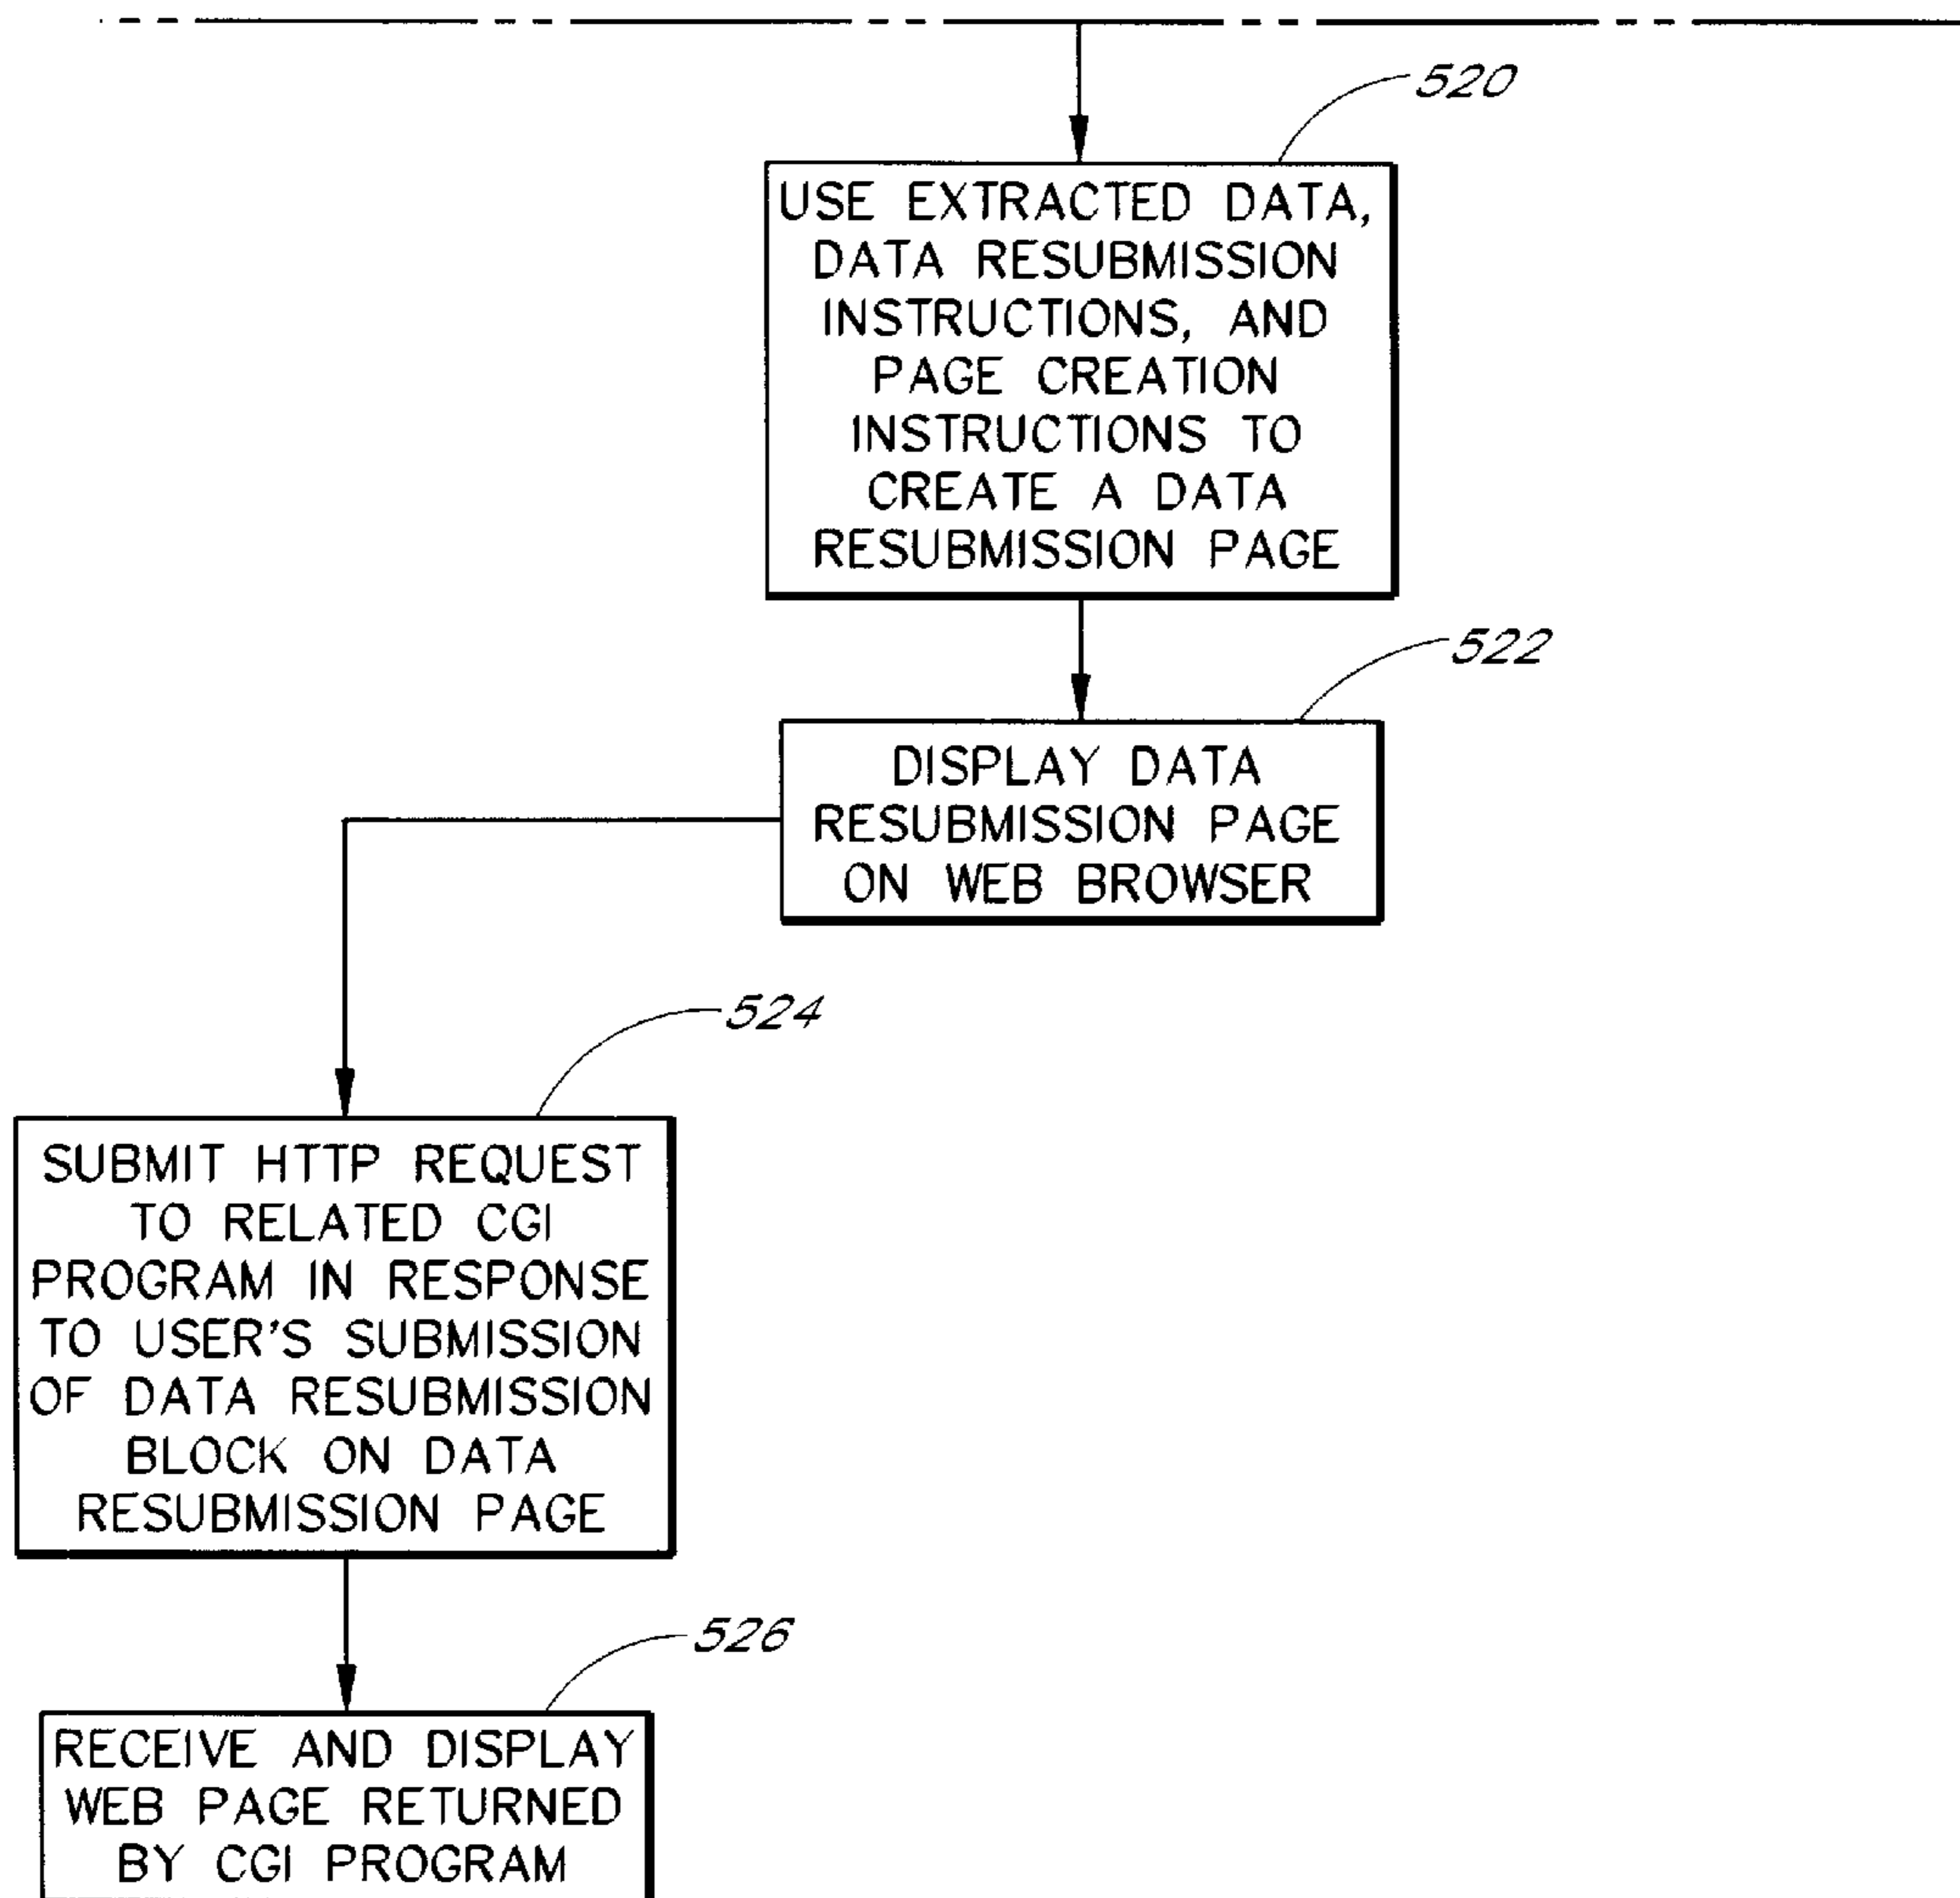 520
USE EXTRACTED DATA,
DATA RESUBMISSION
INSTRUCTIONS, AND
PAGE CREATION
INSTRUCTIONS TO
CREATE A DATA
RESUBMISSION PAGE
522
DISPLAY DATA
RESUBMISSION PAGE
ON WEB BROWSER
524
SUBMIT HTTP REQUEST
TO RELATED CGI
PROGRAM IN RESPONSE
TO USER'S SUBMISSION
OF DATA RESUBMISSION
BLOCK ON DATA
RESUBMISSION PAGE
526
RECEIVE AND DISPLAY
WEB PAGE RETURNED
BY CGI PROGRAM